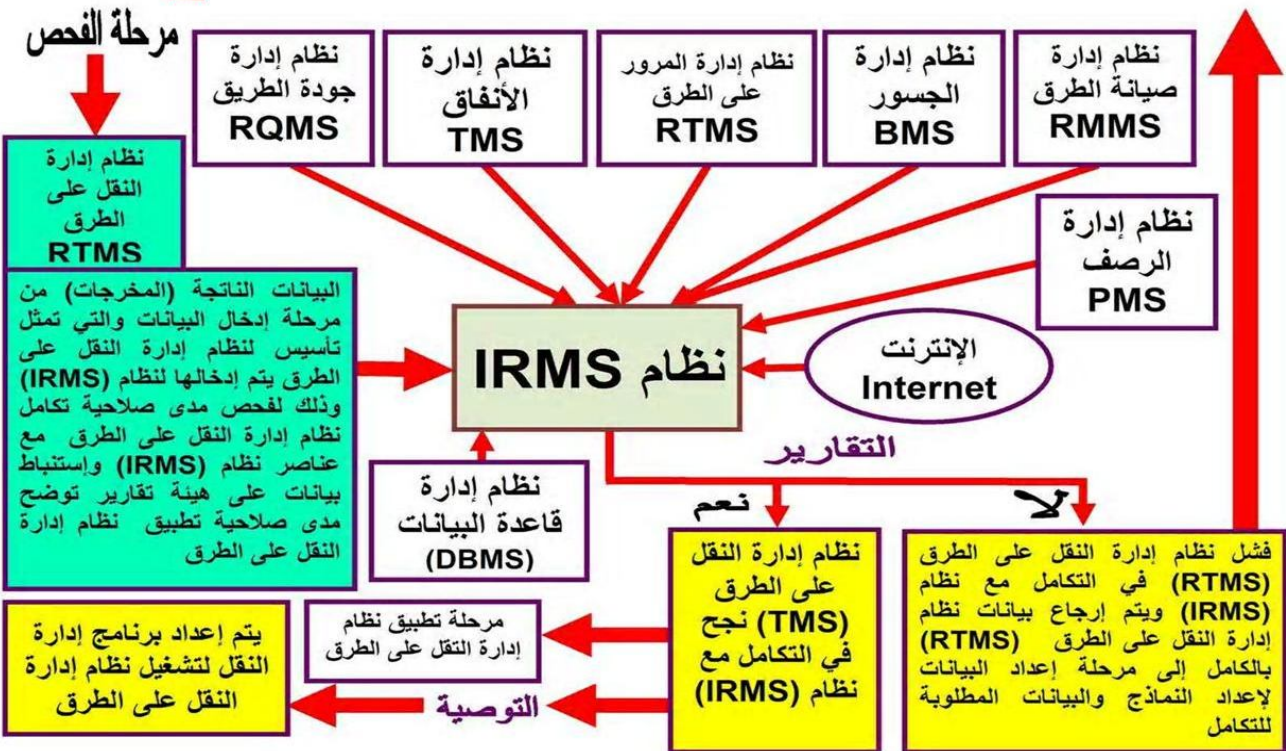 مرحلة الفحص
نظام إدارة
جودة الطريق
RQMS
نظام إدارة
الأنفاق
TMS
نظام إدارة المرور
على الطرق
RTMS
نظام إدارة
الجسور
BMS
نظام إدارة
صيانة الطرق
RMMS
نظام إدارة
النقل على
الطرق
RTMS
نظام إدارة
الرصف
PMS
البيانات الناتجة (المخرجات) من
مرحلة إدخال البيانات والتي تمثل
تأسيس لنظام إدارة النقل على
الطرق يتم إدخالها لنظام (IRMS)
وذلك لفحص مدى صلاحية تكامل
نظام إدارة النقل على الطرق مع
عناصر نظام (IRMS) وإستنباط
بيانات على هيئة تقارير توضح
مدى صلاحية تطبيق نظام إدارة
النقل على الطرق
نظام IRMS
الإنترنت
Internet
التقارير
نظام إدارة
قاعدة البيانات
(DBMS)
نعم
لا
نظام إدارة النقل
على الطرق
(TMS) نجح
في التكامل مع
نظام (IRMS)
فشل نظام إدارة النقل على الطرق
(RTMS) في التكامل مع نظام
(IRMS) ويتم إرجاع بيانات نظام
إدارة النقل على الطرق (RTMS)
بالكامل إلى مرحلة إعداد البيانات
لإعداد النماذج والبيانات المطلوبة
للتكامل
مرحلة تطبيق نظام
إدارة التقل على الطرق
التوصية
يتم إعداد برنامج إدارة
النقل لتشغيل نظام إدارة
النقل على الطرق